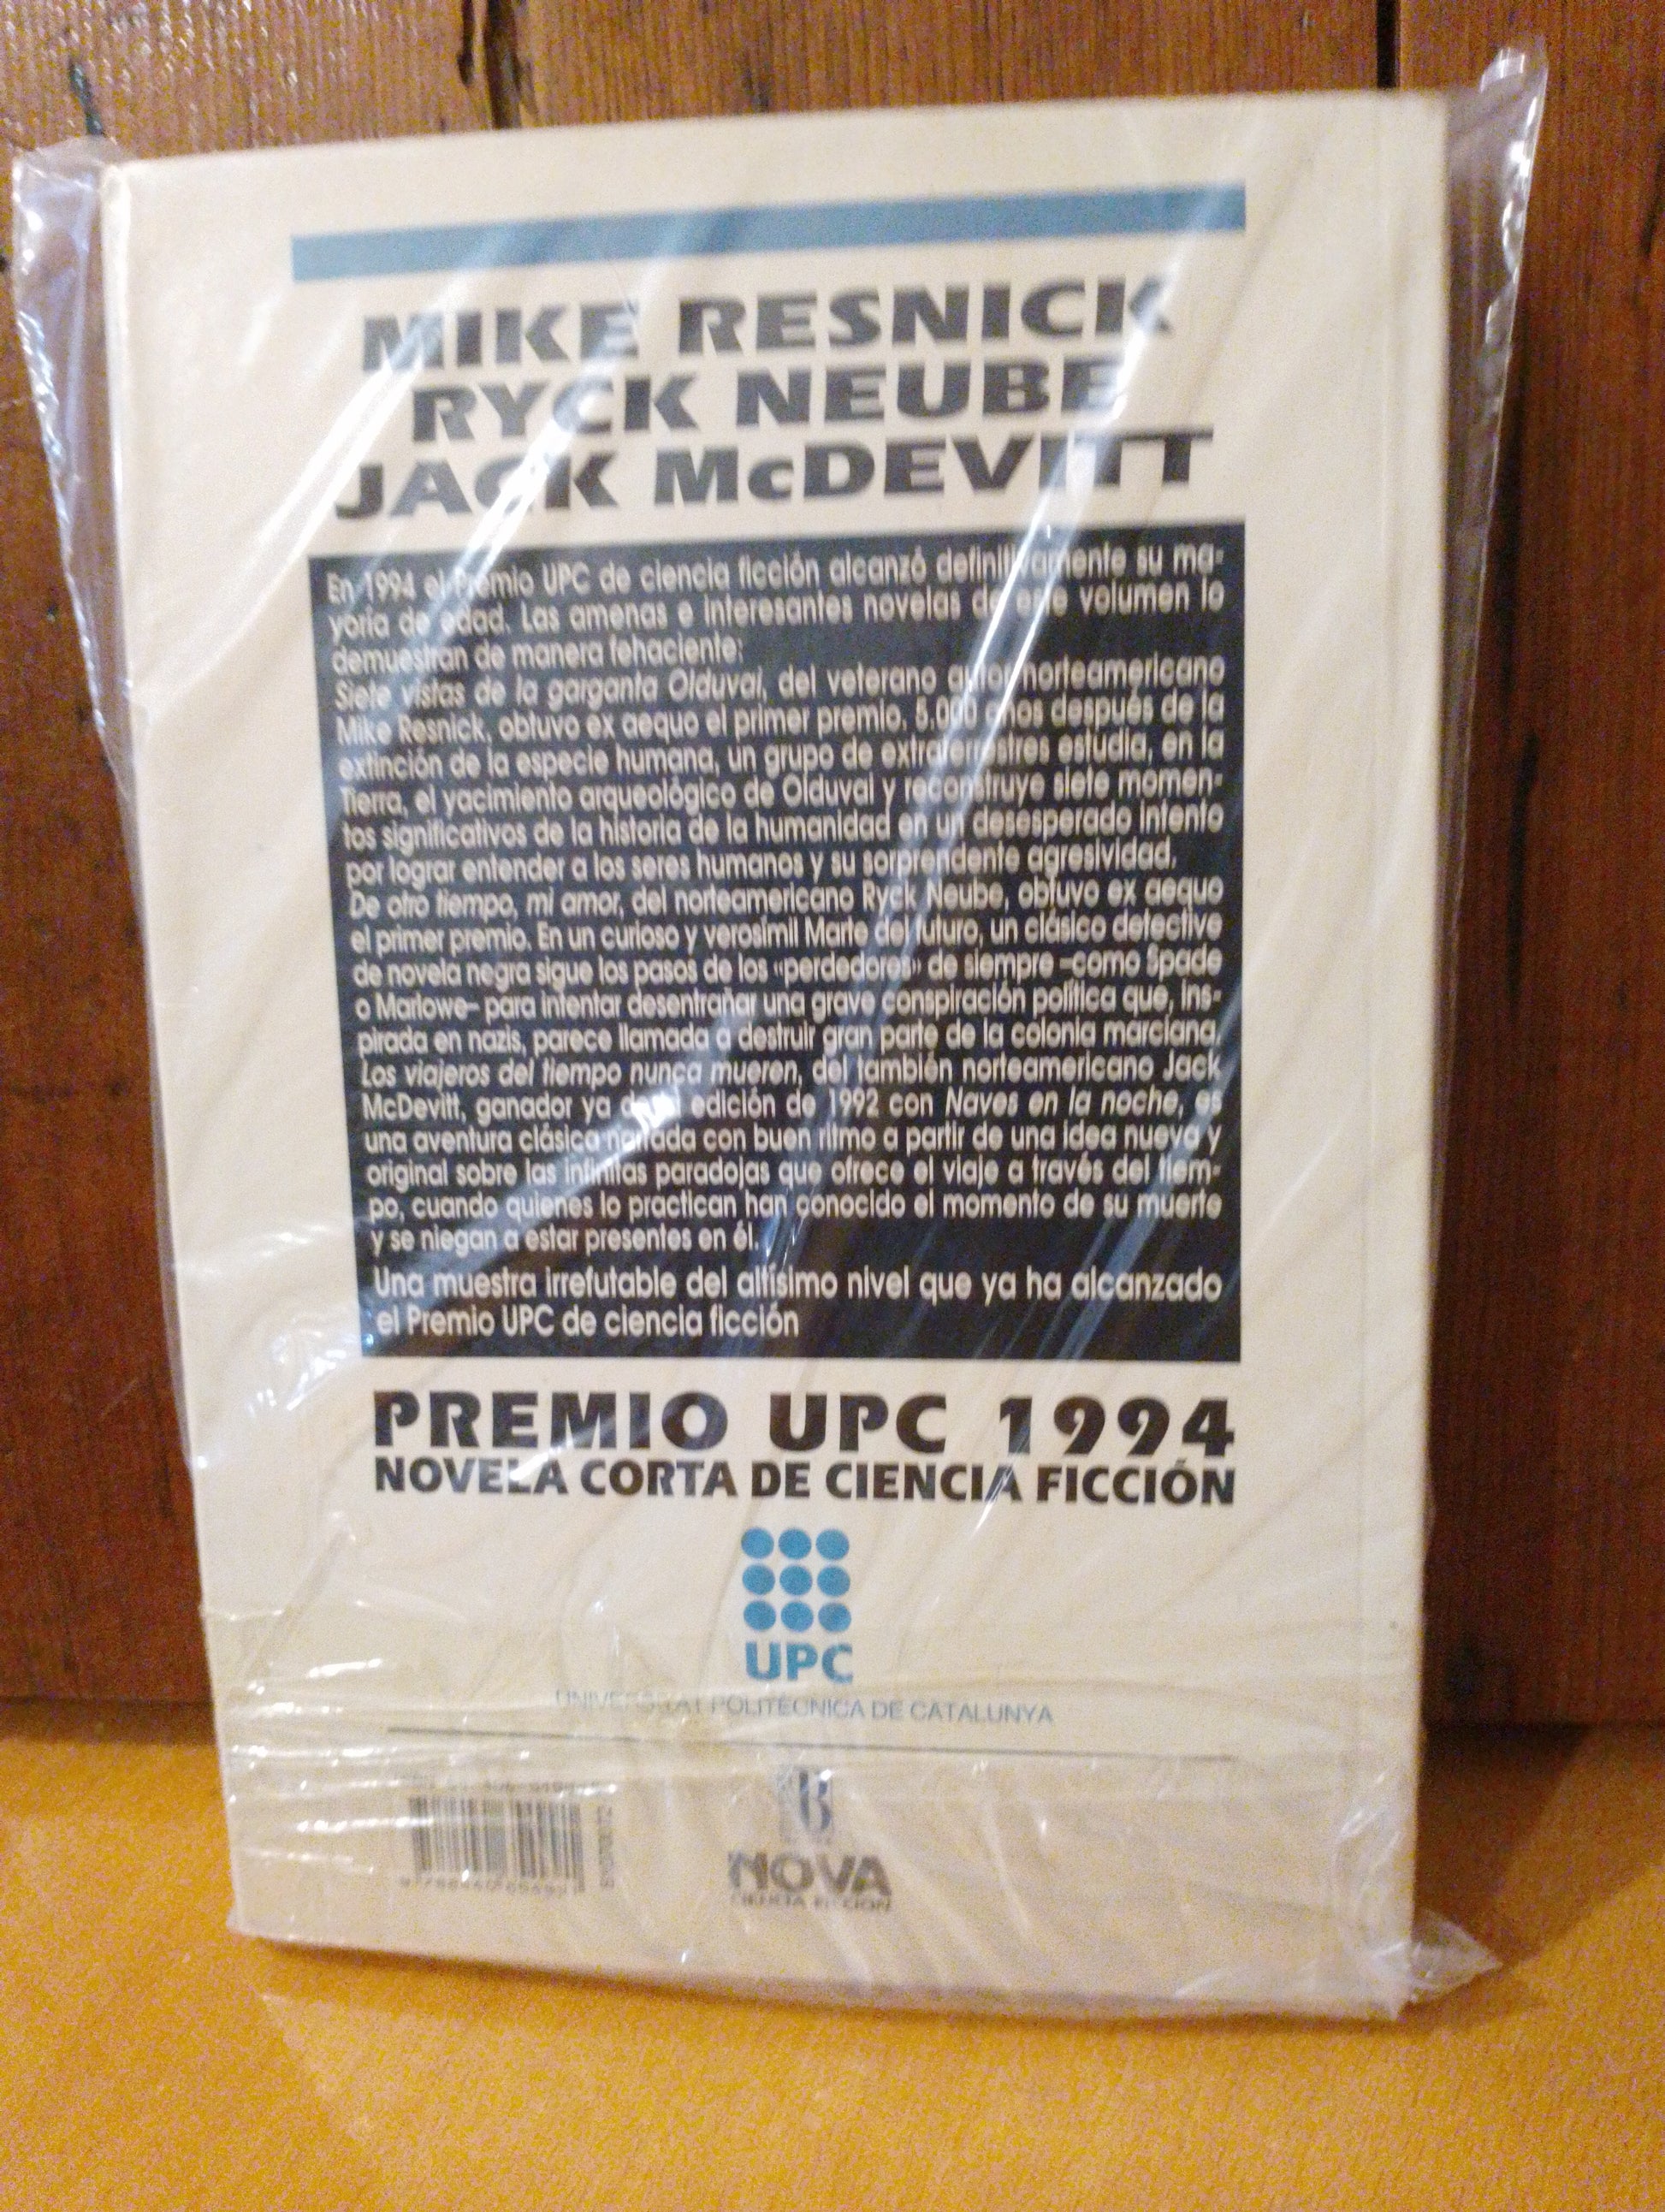 MIKE RESNICK
RYCK NEUBE
JACK McDEVITT
En 1994 el Premio UPC de ciencia ficción alcanzó definitivamente su ma-
yoría de edad. Las amenas e interesantes novelas de este volumen lo
demuestran de manera fehaciente:
Siete vistas de la garganta Olduvai, del veterano autor norteamericano
Mike Resnick, obtuvo ex aequo el primer premio. 5.000 años después de la
extinción de la especie humana, un grupo de extraterrestres estudia, en la
Tierra, el yacimiento arqueológico de Olduvai y reconstruye siete momen-
tos significativos de la historia de la humanidad en un desesperado intento
por lograr entender a los seres humanos y su sorprendente agresividad.
De otro tiempo, mi amor, del norteamericano Ryck Neube, obtuvo ex aequo
el primer premio. En un curioso y verosímil Marte del futuro, un clásico detective
de novela negra sigue los pasos de los «perdedores» de siempre –como Spade
o Marlowe– para intentar desentrañar una grave conspiración política que, ins-
pirada en nazis, parece llamada a destruir gran parte de la colonia marciana.
Los viajeros del tiempo nunca mueren, del también norteamericano Jack
McDevitt, ganador ya de la edición de 1992 con Naves en la noche, es
una aventura clásica narrada con buen ritmo a partir de una idea nueva y
original sobre las infinitas paradojas que ofrece el viaje a través del tiem-
po, cuando quienes lo practican han conocido el momento de su muerte
y se niegan a estar presentes en él.
Una muestra irrefutable del altísimo nivel que ya ha alcanzado
el Premio UPC de ciencia ficción
PREMIO UPC 1994
NOVELA CORTA DE CIENCIA FICCIÓN
UPC
UNIVERSITAT POLITÈCNICA DE CATALUNYA
B
NOVA
CIENCIA FICCIÓN